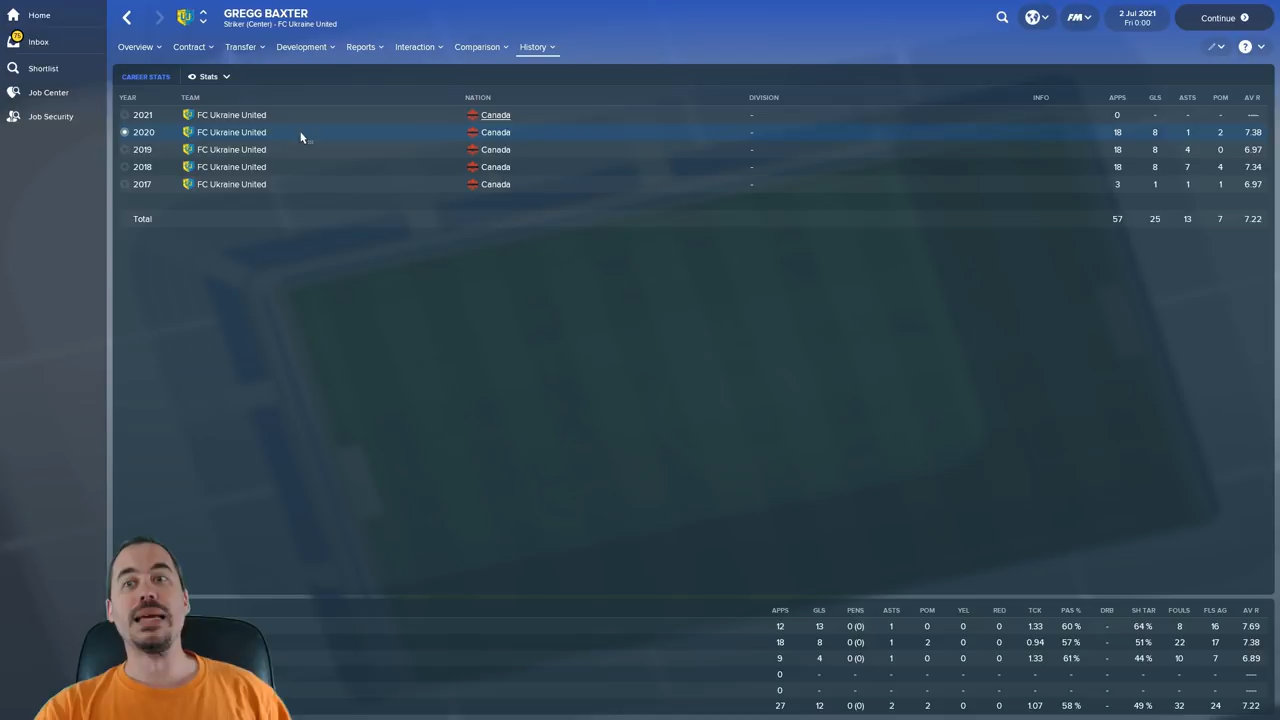 Home
Inbox
75
Shortlist
Job Center
Job Security
GREGG BAXTER
Striker (Center) - FC Ukraine United
FM
2 Jul 2021
Fri 0:00
Continue
Overview Contract Transfer Development Reports Interaction Comparison History
CAREER STATS Stats
YEAR TEAM NATION DIVISION INFO APPS GLS ASTS POM AV R
2021 FC Ukraine United Canada - 0 - - - ----
2020 FC Ukraine United Canada - 18 8 1 2 7.38
2019 FC Ukraine United Canada - 18 8 4 0 6.97
2018 FC Ukraine United Canada - 18 8 7 4 7.34
2017 FC Ukraine United Canada - 3 1 1 1 6.97
Total 57 25 13 7 7.22
APPS GLS PENS ASTS POM YEL RED TCK PAS % DRB SH TAR FOULS FLS AG AV R
12 13 0 (0) 1 0 0 0 1.33 60 % - 64 % 8 16 7.69
18 8 0 (0) 1 2 0 0 0.94 57 % - 51 % 22 17 7.38
9 4 0 (0) 1 0 0 0 1.33 61 % - 44 % 10 7 6.89
0 - - - - - - - - - - - - ----
0 - - - - - - - - - - - - ----
27 12 0 (0) 2 2 0 0 1.07 58 % - 49 % 32 24 7.22